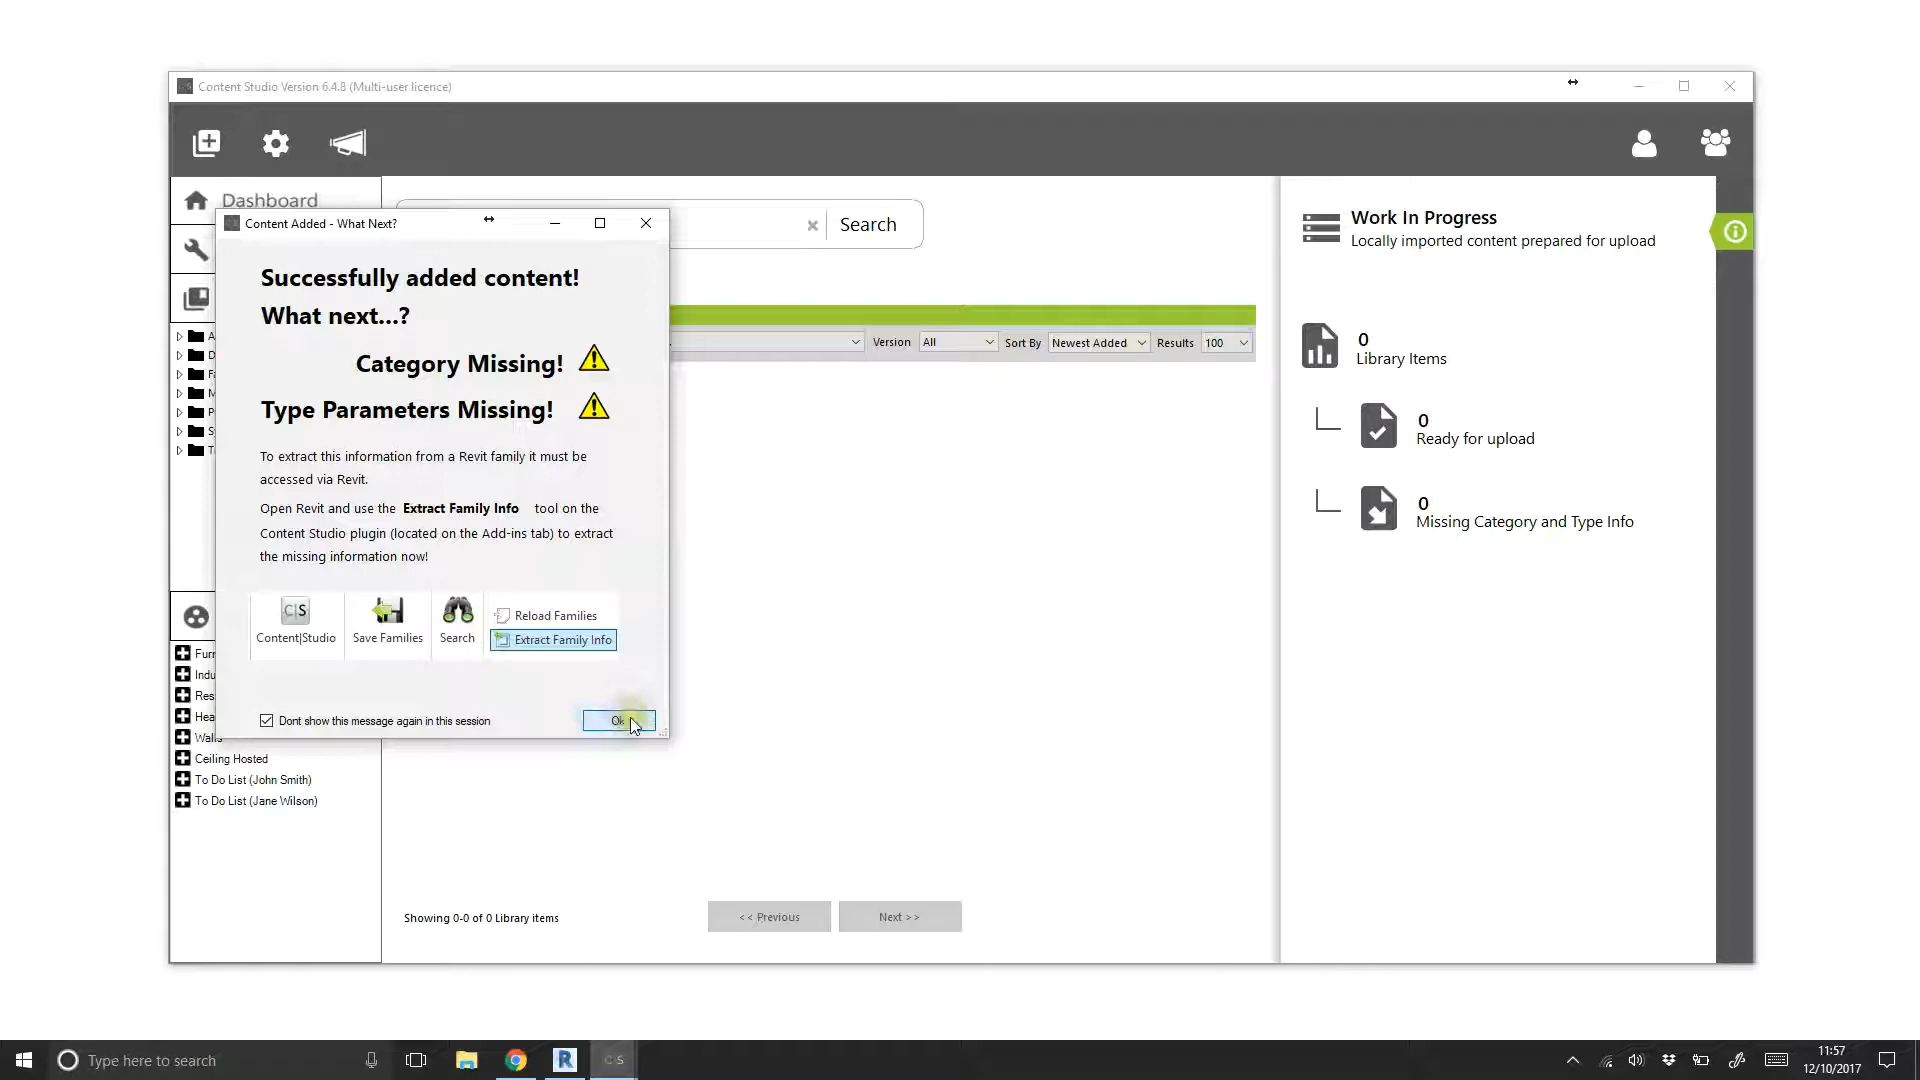 Content Studio Version 6.4.8 (Multi-user licence)
Dashboard
Content Added - What Next?
Search
Successfully added content!
What next...?
Category Missing!
Type Parameters Missing!
To extract this information from a Revit family it must be
accessed via Revit.
Open Revit and use the Extract Family Info tool on the
Content Studio plugin (located on the Add-ins tab) to extract
the missing information now!
C|S
Content|Studio
Save Families
Search
Reload Families
Extract Family Info
Dont show this message again in this session
Ok
Version All Sort By Newest Added Results 100
Work In Progress
Locally imported content prepared for upload
0
Library Items
0
Ready for upload
0
Missing Category and Type Info
Ceiling Hosted
To Do List (John Smith)
To Do List (Jane Wilson)
Showing 0-0 of 0 Library items
<< Previous
Next >>
Type here to search
R
C|S
11:57
12/10/2017